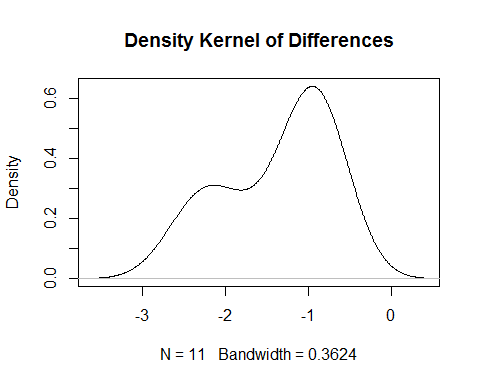 Density Kernel of Differences
Density
0.6
0.4
0.2
0.0
-3 -2 -1 0
N = 11 Bandwidth = 0.3624